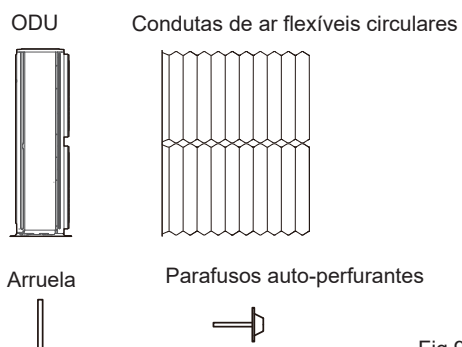 ODU
Condutas de ar flexíveis circulares
Arruela
Parafusos auto-perfurantes